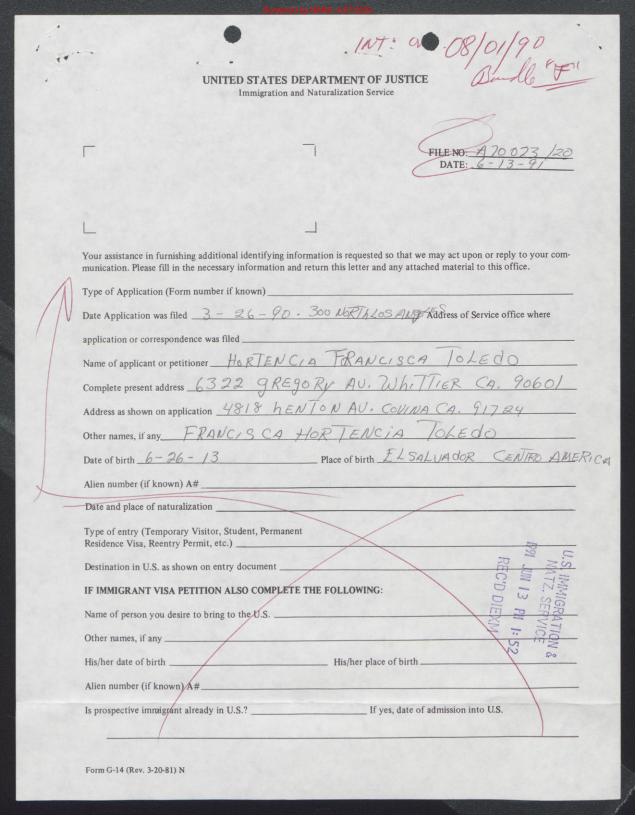 INT: 08/01/90
Bundle "F"
UNITED STATES DEPARTMENT OF JUSTICE
Immigration and Naturalization Service
FILE NO: A70 073 120
DATE: 6-13-91
Your assistance in furnishing additional identifying information is requested so that we may act upon or reply to your com-
munication. Please fill in the necessary information and return this letter and any attached material to this office.
Type of Application (Form number if known)
Date Application was filed 3-26-90 . 300 NORTH LOS ANGELES Address of Service office where
application or correspondence was filed
Name of applicant or petitioner HORTENCIA FRANCISCA TOLEDO
Complete present address 6322 GREGORY AV. WHITTIER CA. 90601
Address as shown on application 4818 HENTON AV. COVINA CA. 91724
Other names, if any FRANCISCA HORTENCIA TOLEDO
Date of birth 6-26-13 Place of birth EL SALVADOR CENTRO AMERICA
Alien number (if known) A#
Date and place of naturalization
Type of entry (Temporary Visitor, Student, Permanent
Residence Visa, Reentry Permit, etc.)
Destination in U.S. as shown on entry document
IF IMMIGRANT VISA PETITION ALSO COMPLETE THE FOLLOWING:
Name of person you desire to bring to the U.S.
Other names, if any
His/her date of birth His/her place of birth
Alien number (if known) A#
Is prospective immigrant already in U.S.? If yes, date of admission into U.S.
U.S. IMMIGRATION &
NATZ. SERVICE
1991 JUN 13 PM 1:52
REC'D DIEXM
Form G-14 (Rev. 3-20-81) N